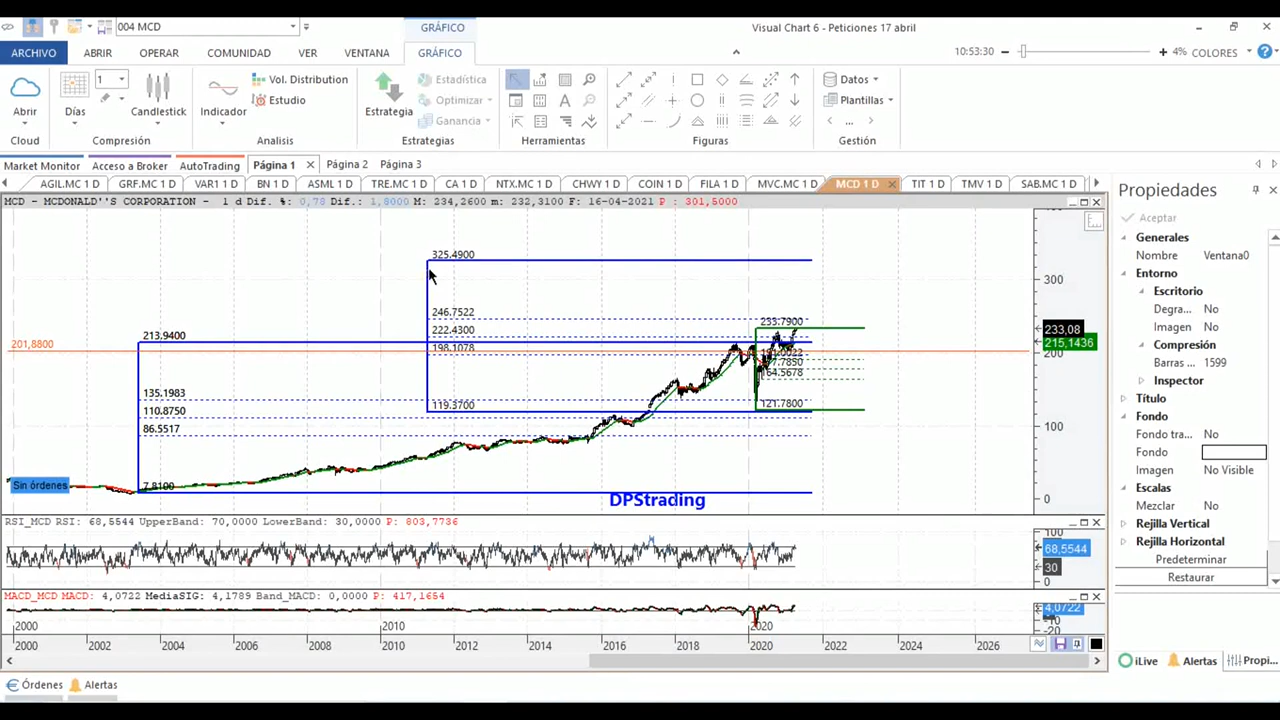 004 MCD
GRÁFICO
Visual Chart 6 - Peticiones 17 abril
ARCHIVO ABRIR OPERAR COMUNIDAD VER VENTANA GRÁFICO
10:53:30 4% COLORES
1
Vol. Distribution
Estudio
Abrir Días Candlestick Indicador Estrategia
Estadística
Optimizar
Ganancia
Datos
Plantillas
...
Cloud Compresión Analisis Estrategias Herramientas Figuras Gestión
Market Monitor Acceso a Broker AutoTrading Página 1 Página 2 Página 3
AGIL.MC 1 D GRF.MC 1 D VAR1 1 D BN 1 D ASML 1 D TRE.MC 1 D CA 1 D NTX.MC 1 D CHWY 1 D COIN 1 D FILA 1 D MVC.MC 1 D MCD 1 D TIT 1 D TMV 1 D SAB.MC 1 D
MCD - MCDONALD''S CORPORATION - 1 d Dif. %: 0,78 Dif.: 1,8000 M: 234,2600 m: 232,3100 F: 16-04-2021 P : 301,5000
325.4900
300
246.7522
222.4300
198.1078
233.7900
213.9400
201,8800
233,08
215,1436
200
164.5678
135.1983
110.8750
86.5517
119.3700
121.7800
100
7.8100
0
Sin órdenes
DPStrading
RSI_MCD RSI: 68,5544 UpperBand: 70,0000 LowerBand: 30,0000 P: 803,7736
100
68,5544
30
0
MACD_MCD MACD: 4,0722 MediaSIG: 4,1789 Band_MACD: 0,0000 P: 417,1654
4,0722
-20
2000 2010 2020
2000 2002 2004 2006 2008 2010 2012 2014 2016 2018 2020 2022 2024 2026
Propiedades
Aceptar
Generales
Nombre Ventana0
Entorno
Escritorio
Degra... No
Imagen No
Compresión
Barras ... 1599
Inspector
Título
Fondo
Fondo tra... No
Fondo
Imagen No Visible
Escalas
Mezclar No
Rejilla Vertical
Rejilla Horizontal
Predeterminar
Restaurar
iLive Alertas Propi...
Órdenes Alertas